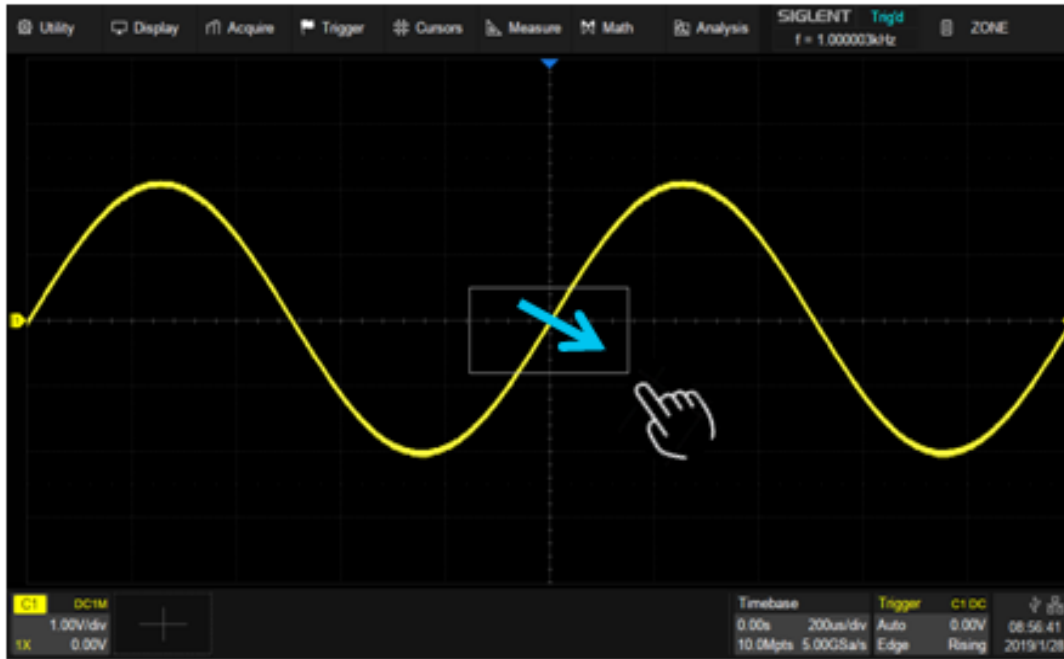 Utility Display Acquire Trigger Cursors Measure Math Analysis SIGLENT Trig'd ZONE
f = 1.000003kHz
C1 DC1M
1.00V/div
1X 0.00V
Timebase
0.00s 200us/div
10.0Mpts 5.00GSa/s
Trigger C1 DC
Auto 0.00V
Edge Rising
08:56:41
2019/1/28